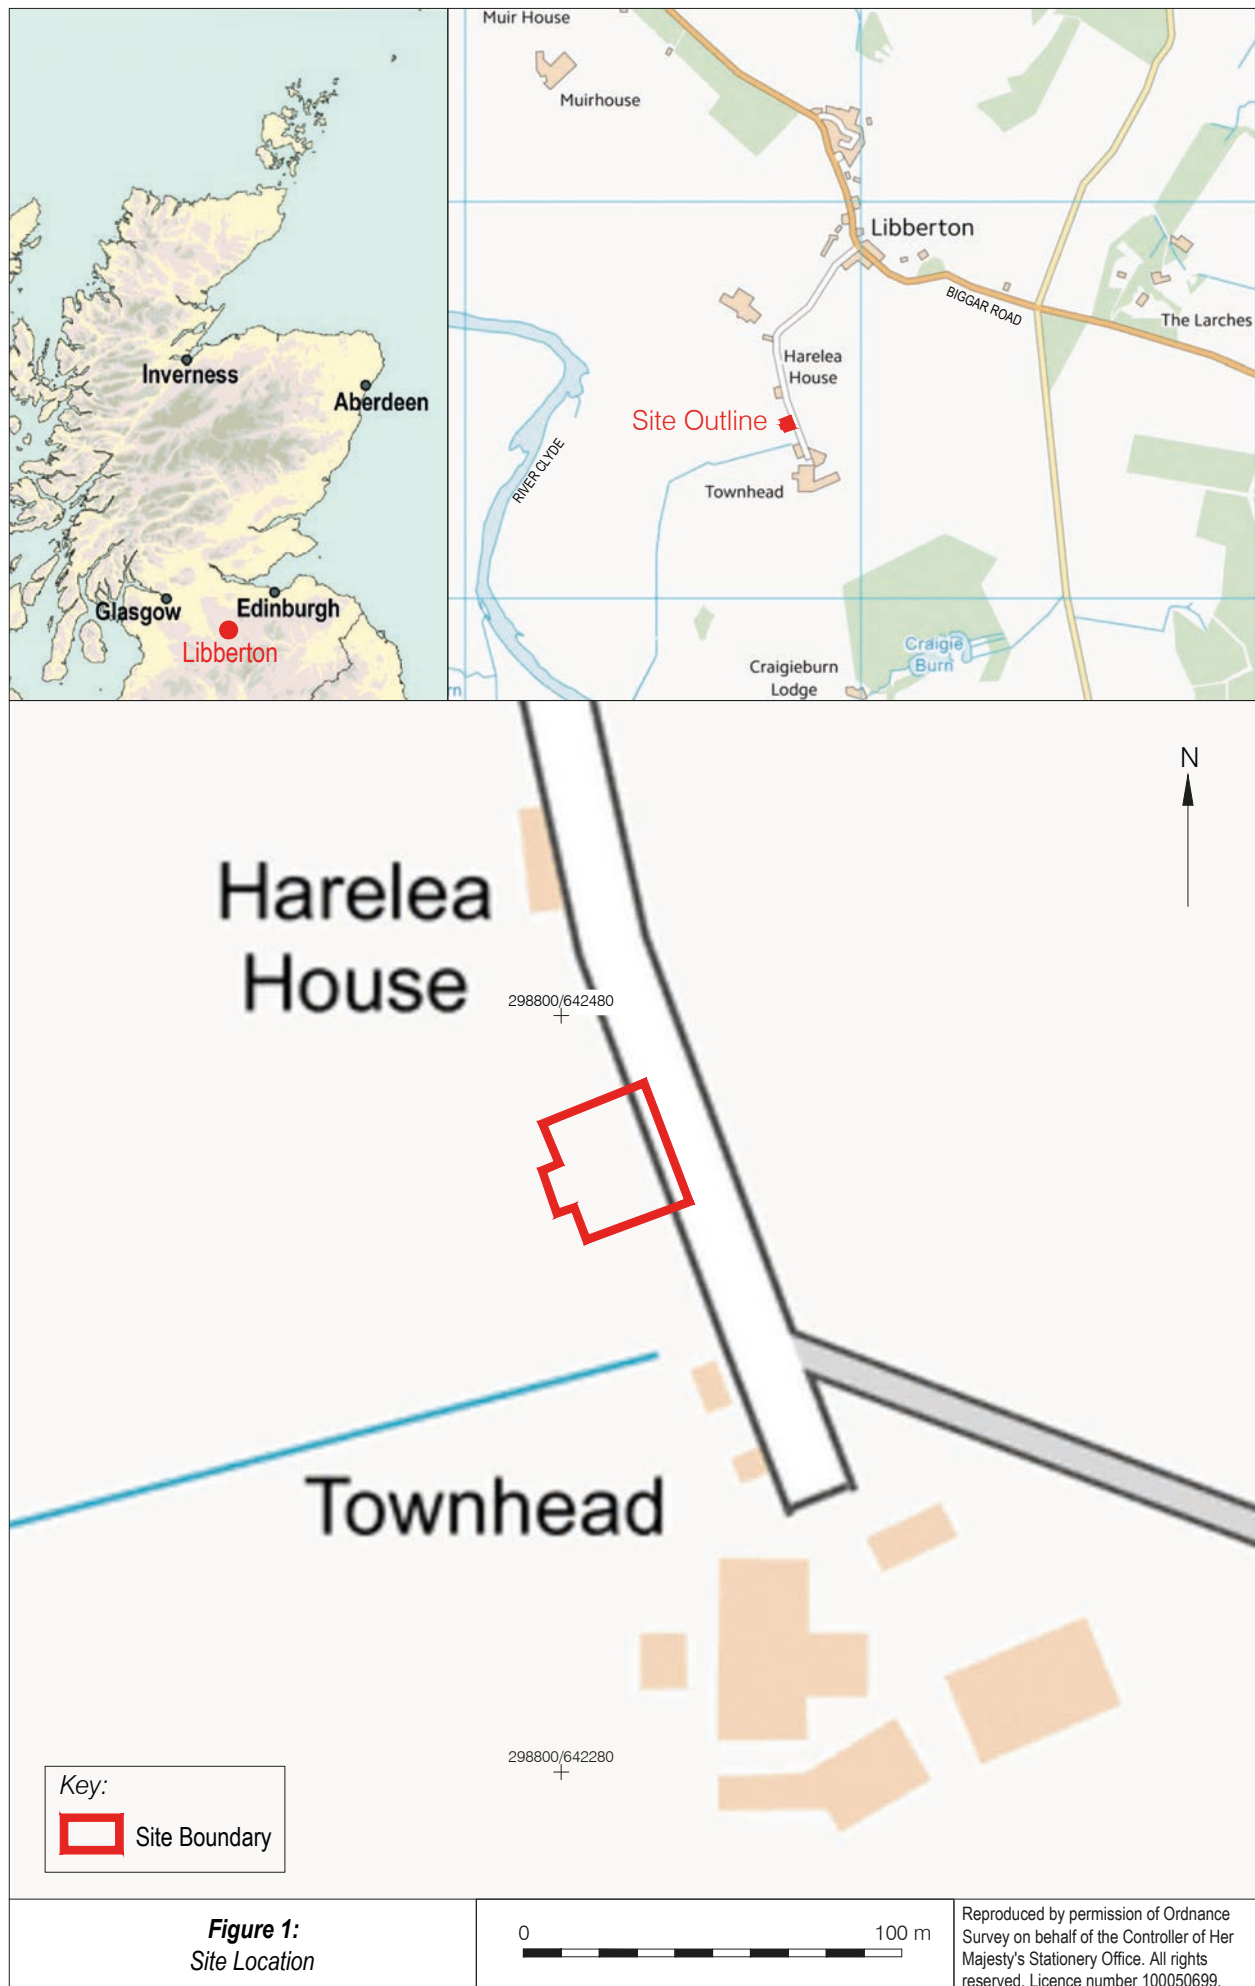 Inverness
Aberdeen
Glasgow
Edinburgh
Libberton
Muir House
Muirhouse
Libberton
BIGGAR ROAD
The Larches
Harelea
House
Site Outline
RIVER CLYDE
Townhead
Craigie
Burn
Craigieburn
Lodge
N
Harelea
House
298800/642480
Townhead
298800/642280
Key:
Site Boundary
Figure 1:
Site Location
0 100 m
Reproduced by permission of Ordnance
Survey on behalf of the Controller of Her
Majesty's Stationery Office. All rights
reserved. Licence number 100050699.